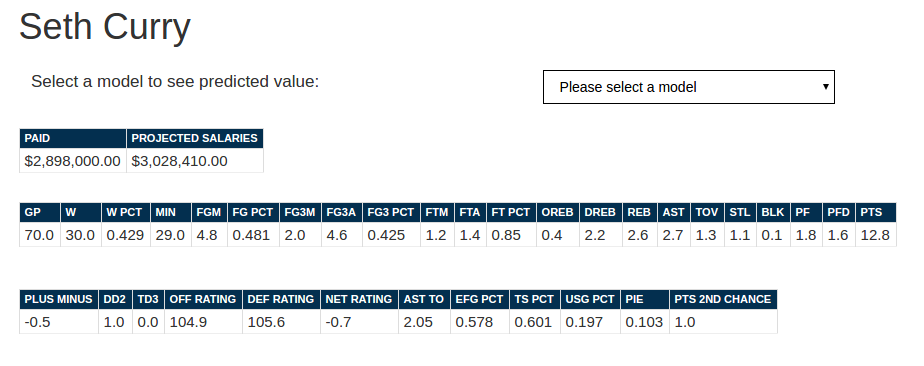 Seth Curry
Select a model to see predicted value: Please select a model
PAID PROJECTED SALARIES
$2,898,000.00 $3,028,410.00
GP W W PCT MIN FGM FG PCT FG3M FG3A FG3 PCT FTM FTA FT PCT OREB DREB REB AST TOV STL BLK PF PFD PTS
70.0 30.0 0.429 29.0 4.8 0.481 2.0 4.6 0.425 1.2 1.4 0.85 0.4 2.2 2.6 2.7 1.3 1.1 0.1 1.8 1.6 12.8
PLUS MINUS DD2 TD3 OFF RATING DEF RATING NET RATING AST TO EFG PCT TS PCT USG PCT PIE PTS 2ND CHANCE
-0.5 1.0 0.0 104.9 105.6 -0.7 2.05 0.578 0.601 0.197 0.103 1.0